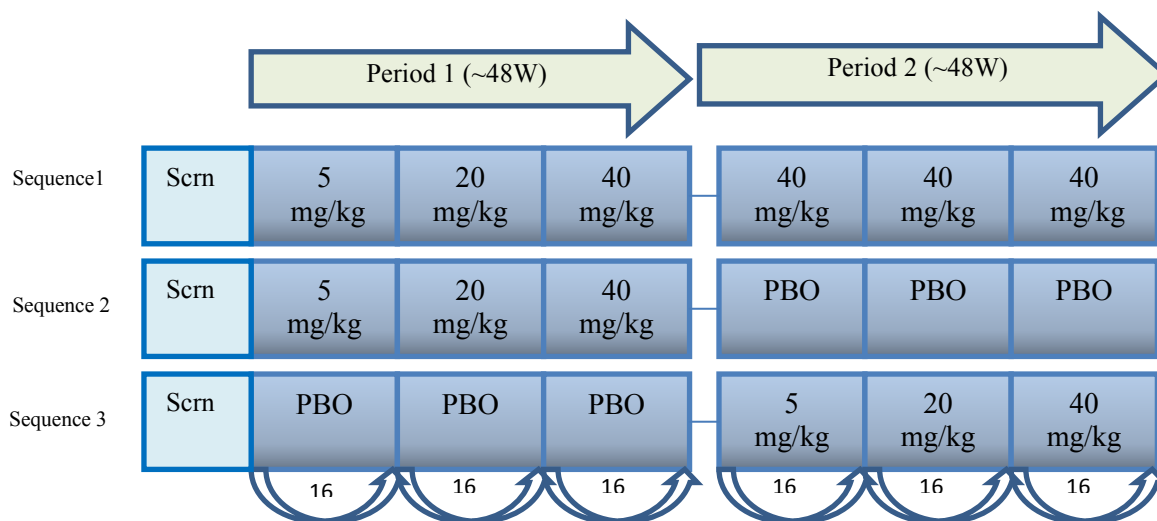 Period 1 (~48W)
Period 2 (~48W)
Sequence1
Scrn
5
mg/kg
20
mg/kg
40
mg/kg
40
mg/kg
40
mg/kg
40
mg/kg
Sequence 2
Scrn
5
mg/kg
20
mg/kg
40
mg/kg
PBO
PBO
PBO
Sequence 3
Scrn
PBO
PBO
PBO
5
mg/kg
20
mg/kg
40
mg/kg
16
16
16
16
16
16